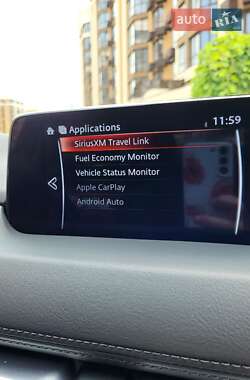 auto RIA
Applications 11:59
SiriusXM Travel Link
Fuel Economy Monitor
Vehicle Status Monitor
Apple CarPlay
Android Auto